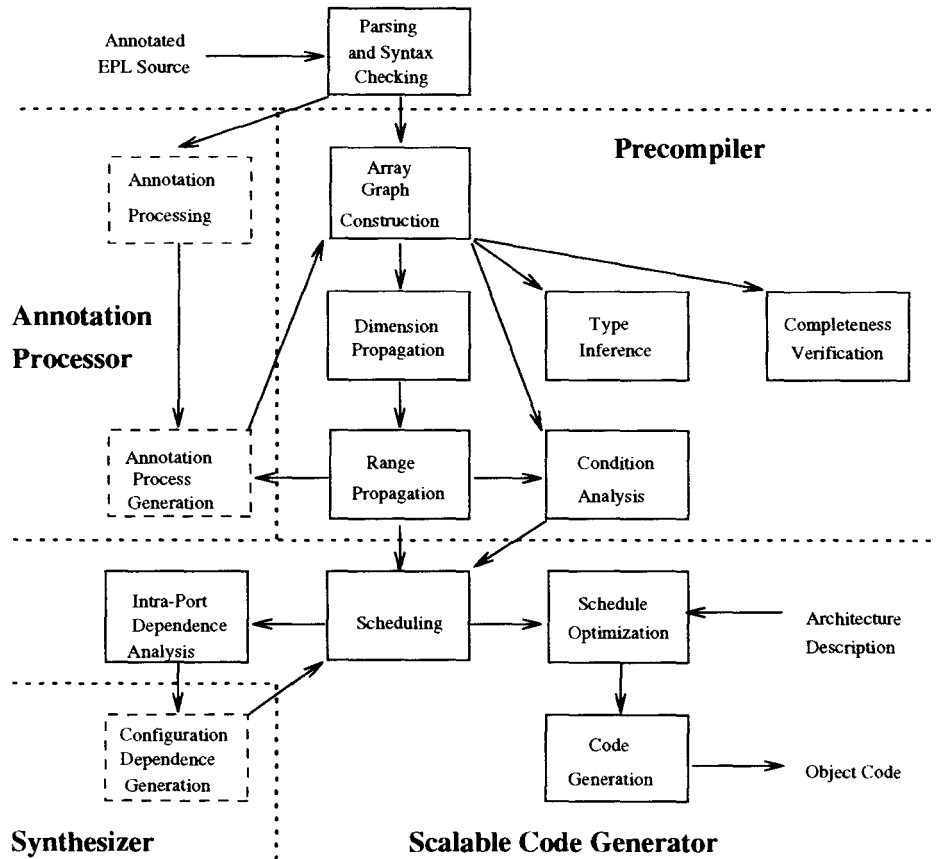 Parsing
and Syntax
Checking
Annotated
EPL Source
Precompiler
Annotation
Processing
Array
Graph
Construction
Annotation
Processor
Dimension
Propagation
Type
Inference
Completeness
Verification
Annotation
Process
Generation
Range
Propagation
Condition
Analysis
Intra-Port
Dependence
Analysis
Scheduling
Schedule
Optimization
Architecture
Description
Configuration
Dependence
Generation
Code
Generation
Object Code
Synthesizer
Scalable Code Generator